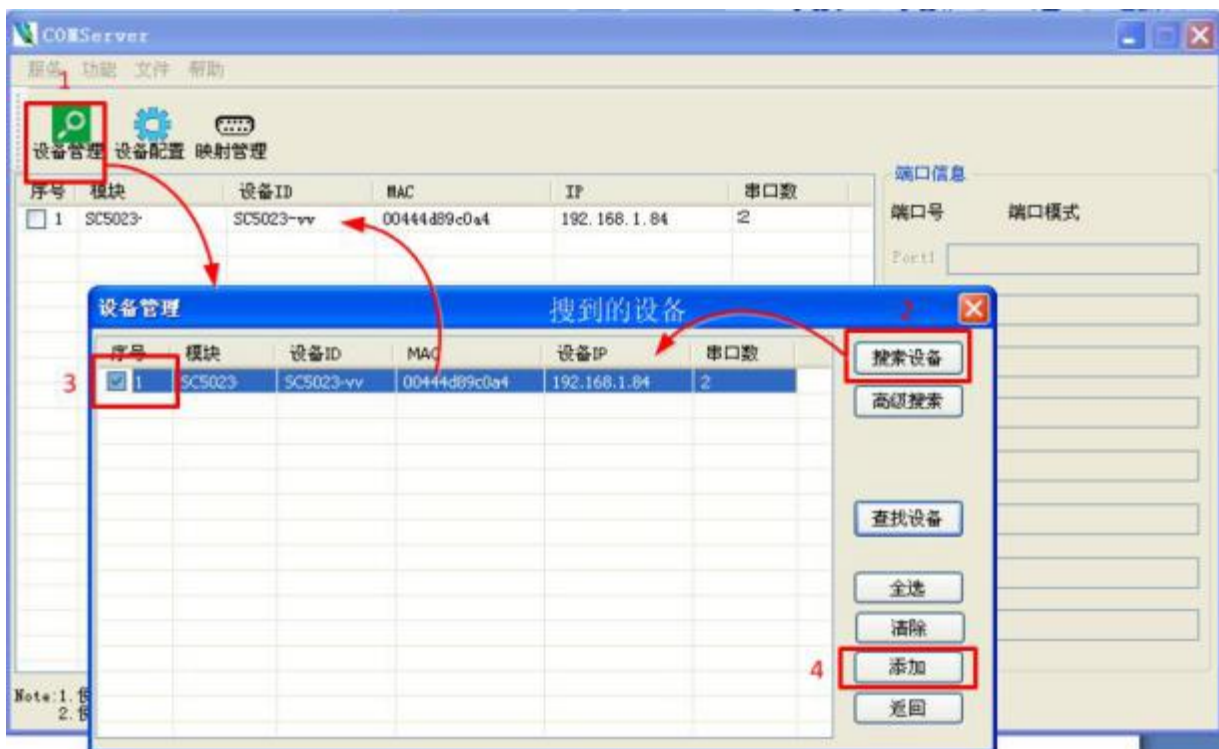 COMServer
服务 功能 文件 帮助
1
设备管理 设备配置 映射管理
端口信息
序号 模块 设备ID MAC IP 串口数
端口号 端口模式
1 SC5023- SC5023-vv 00444d89c0a4 192.168.1.84 2
Port1
设备管理 搜到的设备 2
序号 模块 设备ID MAC 设备IP 串口数
搜索设备
3 1 SC5023- SC5023-vv 00444d89c0a4 192.168.1.84 2
高级搜索
查找设备
全选
清除
4 添加
Note:1.
2.
返回